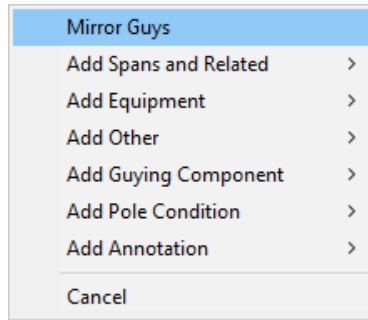 Mirror Guys
Add Spans and Related
Add Equipment
Add Other
Add Guying Component
Add Pole Condition
Add Annotation
Cancel